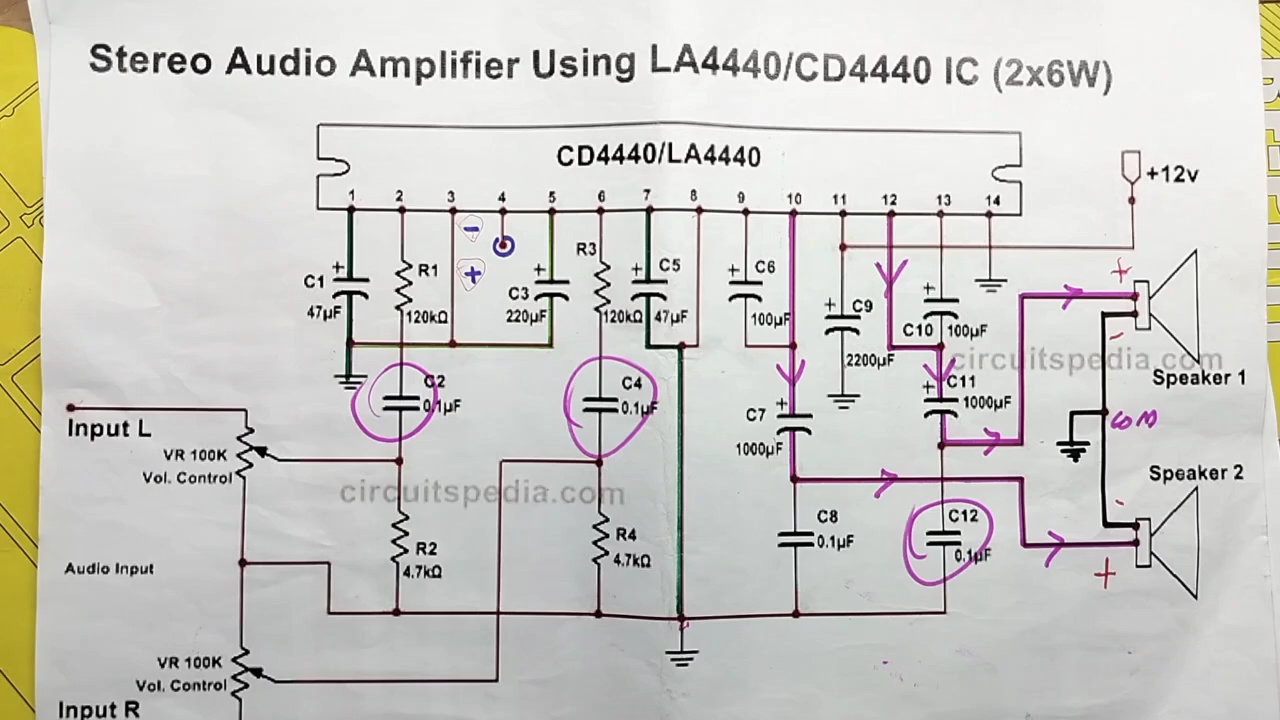 Stereo Audio Amplifier Using LA4440/CD4440 IC (2x6W)
CD4440/LA4440
1 2 3 4 5 6 7 8 9 10 11 12 13 14
+12v
- +
C1 + 47µF
R1 120kΩ
C3 + 220µF
R3 120kΩ
C5 + 47µF
C6 + 100µF
C9 + 2200µF
C10 + 100µF
C11 + 1000µF
+
-
Speaker 1
circuitspedia.com
C2 0.1µF
C4 0.1µF
C7 + 1000µF
Input L
VR 100K
Vol. Control
circuitspedia.com
Speaker 2
-
+
R2 4.7kΩ
R4 4.7kΩ
C8 0.1µF
C12 0.1µF
Audio Input
VR 100K
Vol. Control
Input R